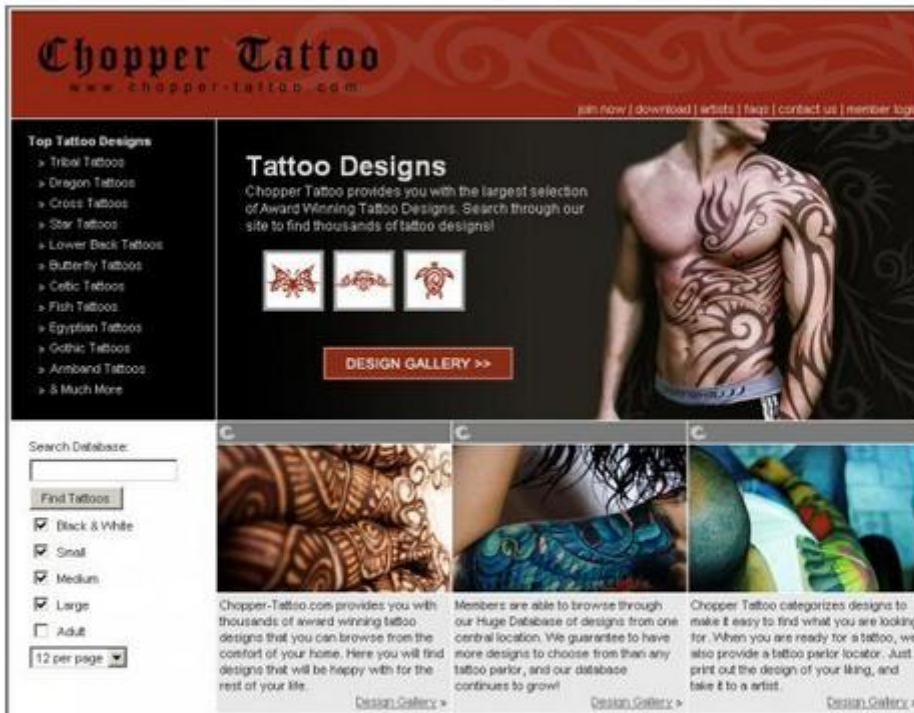 Chopper Tattoo
www.chopper-tattoo.com
join now | download | artists | faqs | contact us | member login
Top Tattoo Designs
» Tribal Tattoos
» Dragon Tattoos
» Cross Tattoos
» Star Tattoos
» Lower Back Tattoos
» Butterfly Tattoos
» Celtic Tattoos
» Fish Tattoos
» Egyptian Tattoos
» Gothic Tattoos
» Armband Tattoos
» & Much More
Tattoo Designs
Chopper Tattoo provides you with the largest selection
of Award Winning Tattoo Designs. Search through our
site to find thousands of tattoo designs!
DESIGN GALLERY >>
Search Database:
Find Tattoos
Black & White
Small
Medium
Large
Adult
12 per page
Chopper-Tattoo.com provides you with
thousands of award winning tattoo
designs that you can browse from the
comfort of your home. Here you will find
designs that will be happy with for the
rest of your life.
Design Gallery »
Members are able to browse through
our Huge Database of designs from one
central location. We guarantee to have
more designs to choose from than any
tattoo parlor, and our database
continues to grow!
Design Gallery »
Chopper Tattoo categorizes designs to
make it easy to find what you are looking
for. When you are ready for a tattoo, we
also provide a tattoo parlor locator. Just
print out the design of your liking, and
take it to a artist.
Design Gallery »